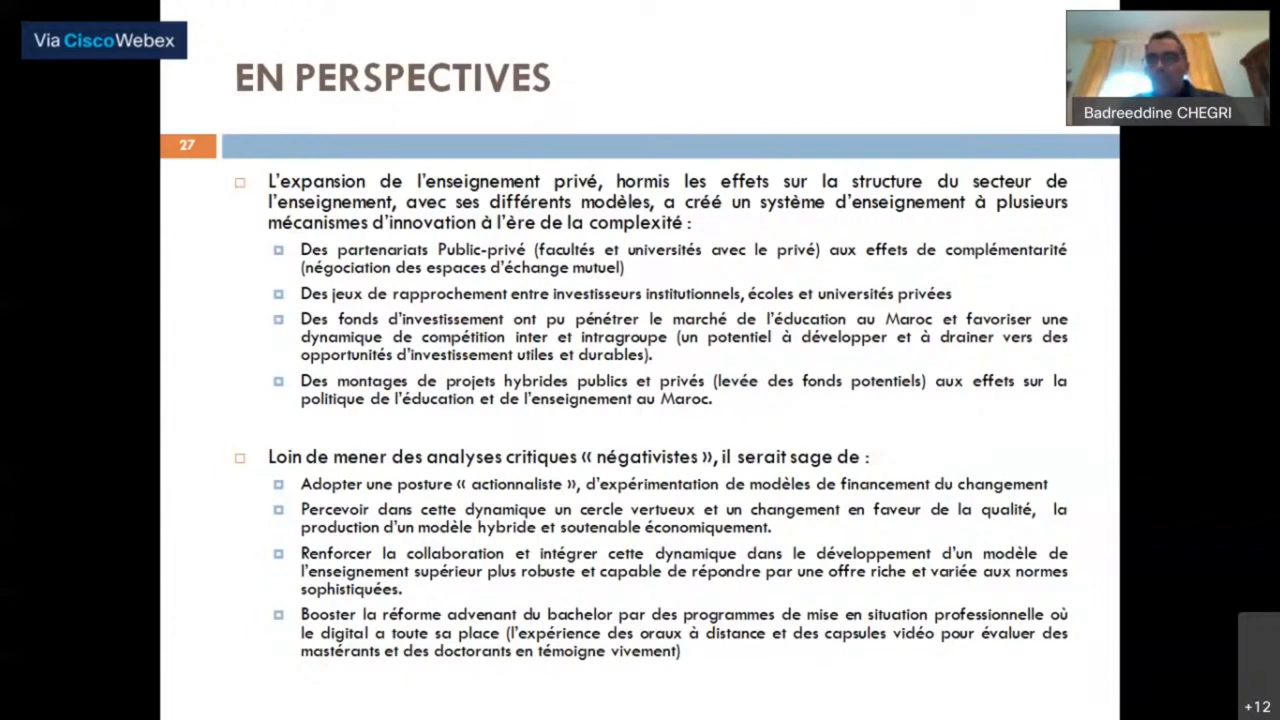 Via CiscoWebex
EN PERSPECTIVES
Badreeddine CHEGRI
27
L'expansion de l'enseignement privé, hormis les effets sur la structure du secteur de
l'enseignement, avec ses différents modèles, a créé un système d'enseignement à plusieurs
mécanismes d'innovation à l'ère de la complexité :
Des partenariats Public-privé (facultés et universités avec le privé) aux effets de complémentarité
(négociation des espaces d'échange mutuel)
Des jeux de rapprochement entre investisseurs institutionnels, écoles et universités privées
Des fonds d'investissement ont pu pénétrer le marché de l'éducation au Maroc et favoriser une
dynamique de compétition inter et intragroupe (un potentiel à développer et à drainer vers des
opportunités d'investissement utiles et durables).
Des montages de projets hybrides publics et privés (levée des fonds potentiels) aux effets sur la
politique de l'éducation et de l'enseignement au Maroc.
Loin de mener des analyses critiques « négativistes », il serait sage de :
Adopter une posture « actionnaliste », d'expérimentation de modèles de financement du changement
Percevoir dans cette dynamique un cercle vertueux et un changement en faveur de la qualité, la
production d'un modèle hybride et soutenable économiquement.
Renforcer la collaboration et intégrer cette dynamique dans le développement d'un modèle de
l'enseignement supérieur plus robuste et capable de répondre par une offre riche et variée aux normes
sophistiquées.
Booster la réforme advenant du bachelor par des programmes de mise en situation professionnelle où
le digital a toute sa place (l'expérience des oraux à distance et des capsules vidéo pour évaluer des
mastérants et des doctorants en témoigne vivement)
+12